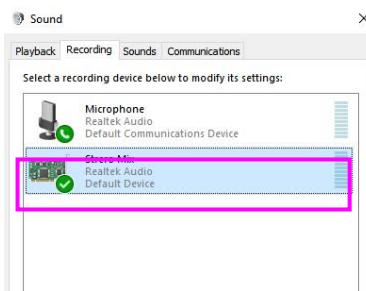 Sound
Playback Recording Sounds Communications
Select a recording device below to modify its settings:
Microphone
Realtek Audio
Default Communications Device
Stereo Mix
Realtek Audio
Default Device